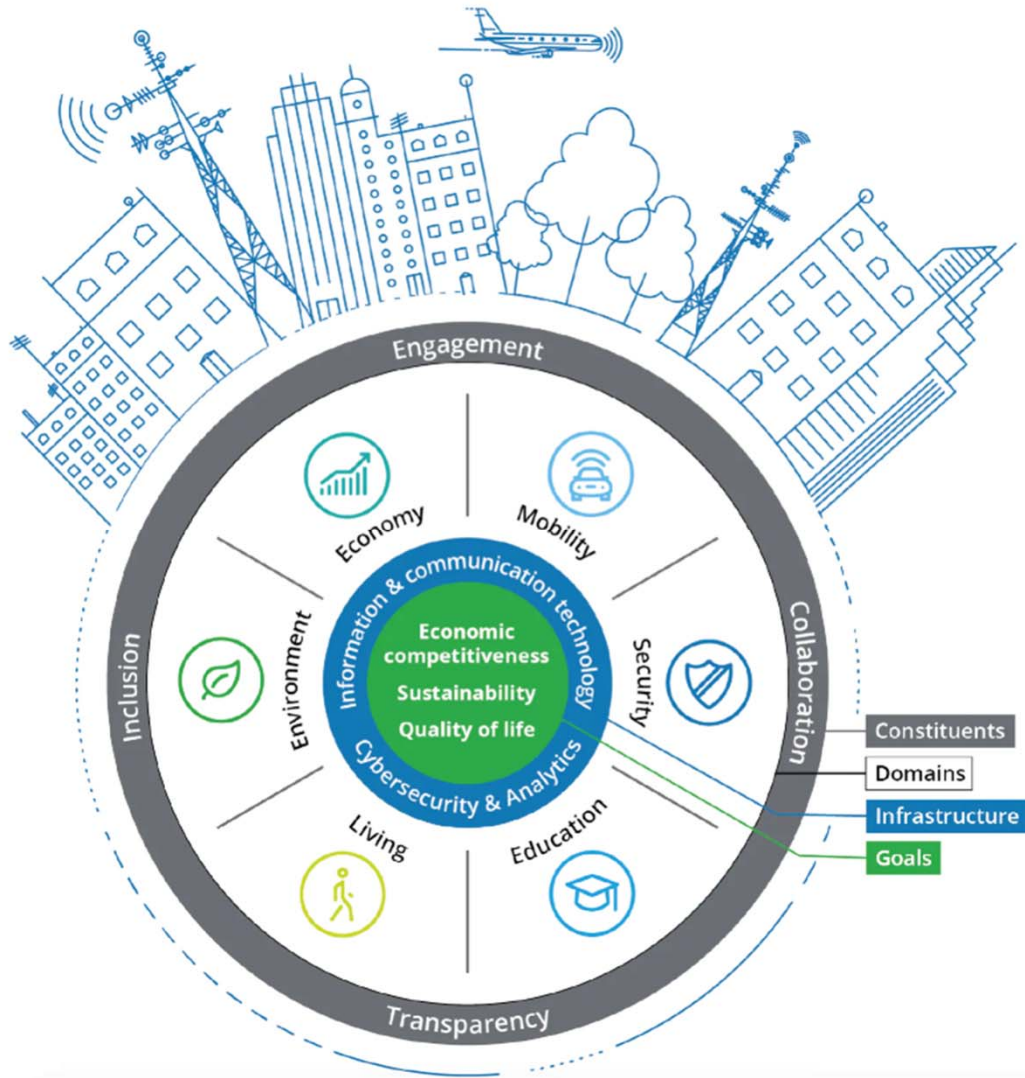 Engagement
Economy
Mobility
Information & communication technology
Economic
competitiveness
Sustainability
Quality of life
Cybersecurity & Analytics
Inclusion
Environment
Security
Collaboration
Living
Education
Transparency
Constituents
Domains
Infrastructure
Goals